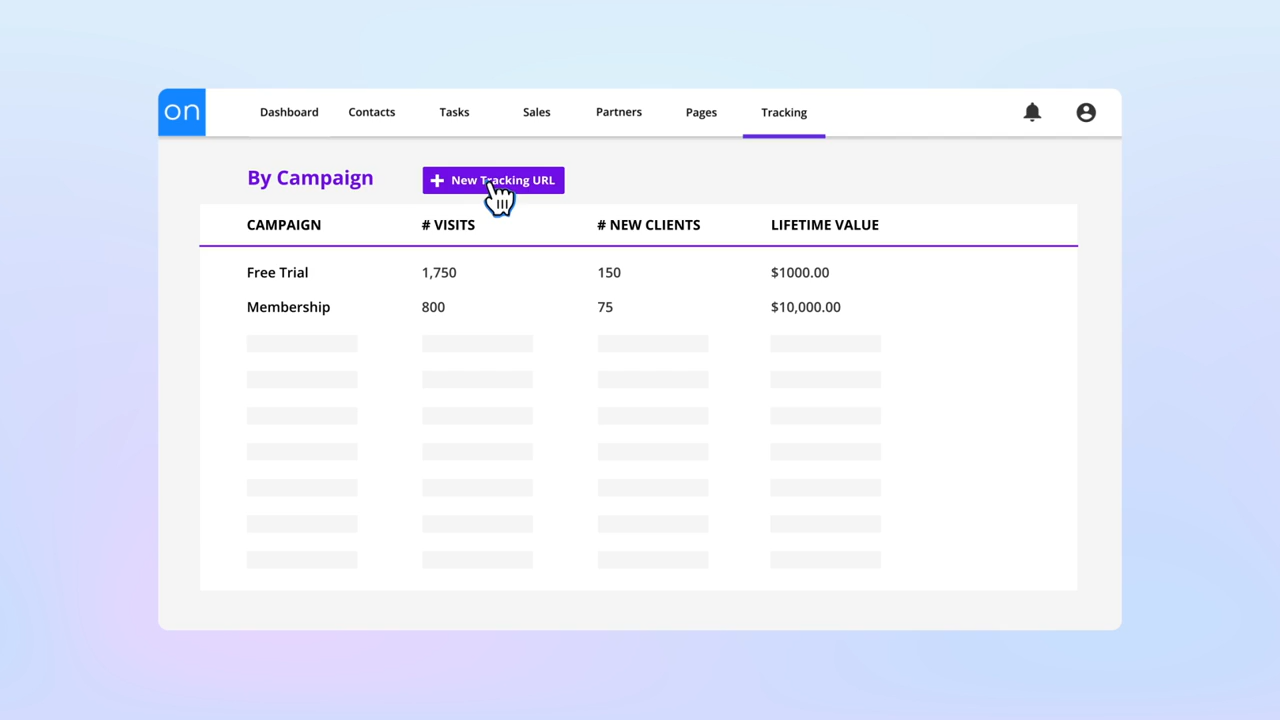 on Dashboard Contacts Tasks Sales Partners Pages Tracking
By Campaign + New Tracking URL
CAMPAIGN # VISITS # NEW CLIENTS LIFETIME VALUE
Free Trial 1,750 150 $1000.00
Membership 800 75 $10,000.00